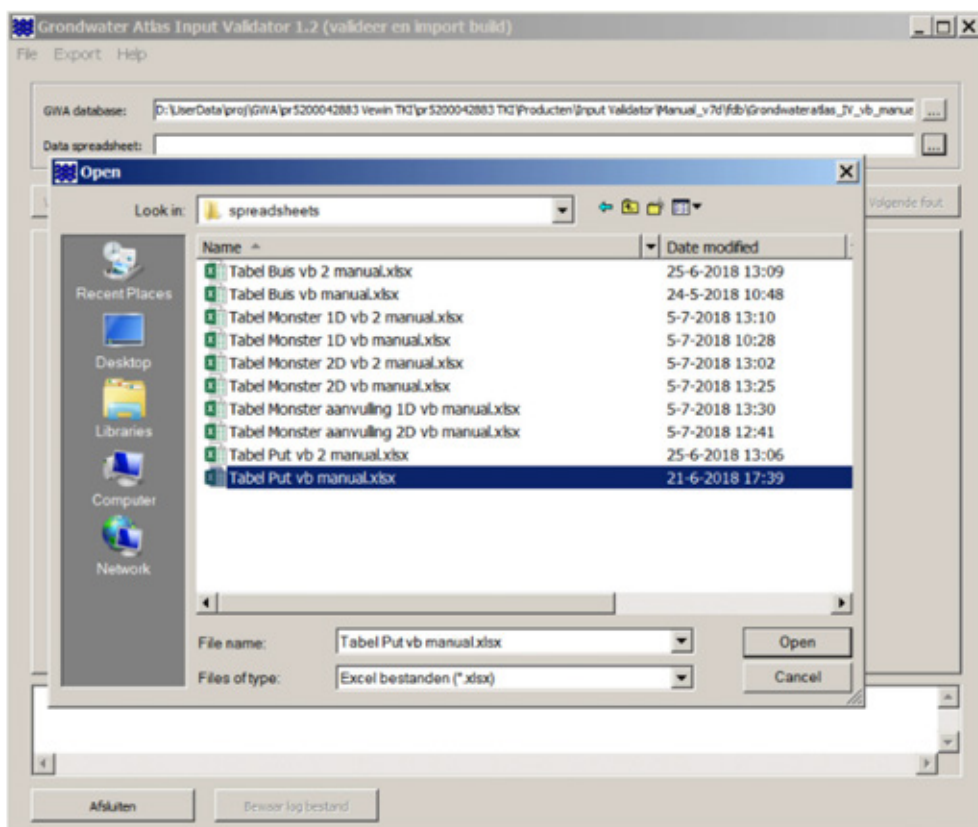 Grondwater Atlas Input Validator 1.2 (valideer en import build)
File Export Help
GWA database: D:\UserData\proj\GWA\pr5200042883 Vewin TKI\pr5200042883 TKI\Producten\Input Validator\Manual_v7d\fdb\Grondwateratlas_IV_vb_manua ...
Data spreadsheet: ...
Volgende fout
Open
Look in: spreadsheets
Name Date modified
Recent Places
Desktop
Libraries
Computer
Network
Tabel Buis vb 2 manual.xlsx 25-6-2018 13:09
Tabel Buis vb manual.xlsx 24-5-2018 10:48
Tabel Monster 1D vb 2 manual.xlsx 5-7-2018 13:10
Tabel Monster 1D vb manual.xlsx 5-7-2018 10:28
Tabel Monster 2D vb 2 manual.xlsx 5-7-2018 13:02
Tabel Monster 2D vb manual.xlsx 5-7-2018 13:25
Tabel Monster aanvulling 1D vb manual.xlsx 5-7-2018 13:30
Tabel Monster aanvulling 2D vb manual.xlsx 5-7-2018 12:41
Tabel Put vb 2 manual.xlsx 25-6-2018 13:06
Tabel Put vb manual.xlsx 21-6-2018 17:39
File name: Tabel Put vb manual.xlsx Open
Files of type: Excel bestanden (*.xlsx) Cancel
Afsluiten Bewaar log bestand